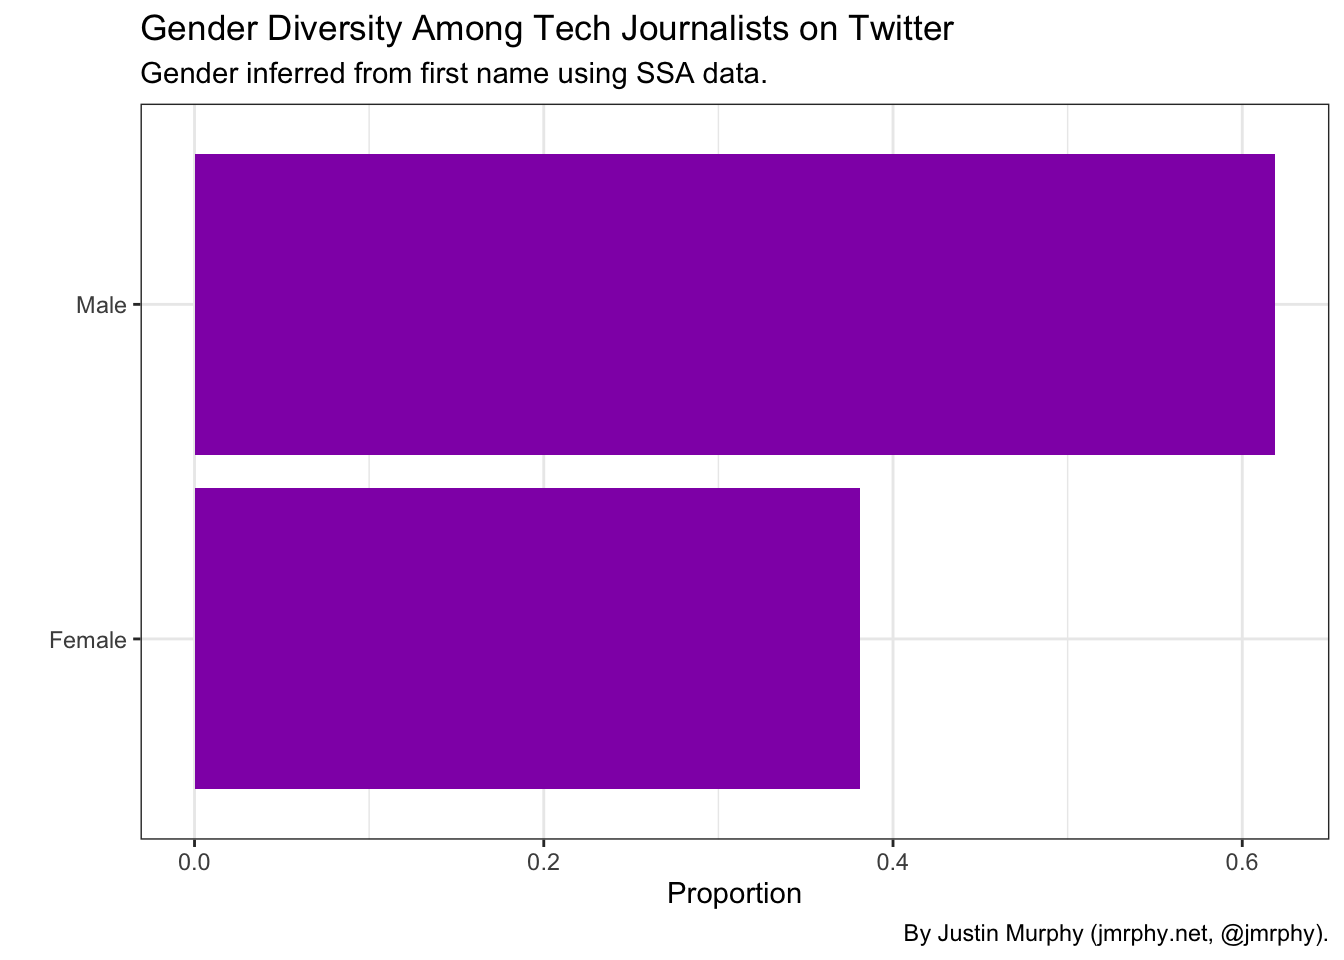 Gender Diversity Among Tech Journalists on Twitter
Gender inferred from first name using SSA data.
Male
Female
0.0 0.2 0.4 0.6
Proportion
By Justin Murphy (jmrphy.net, @jmrphy).